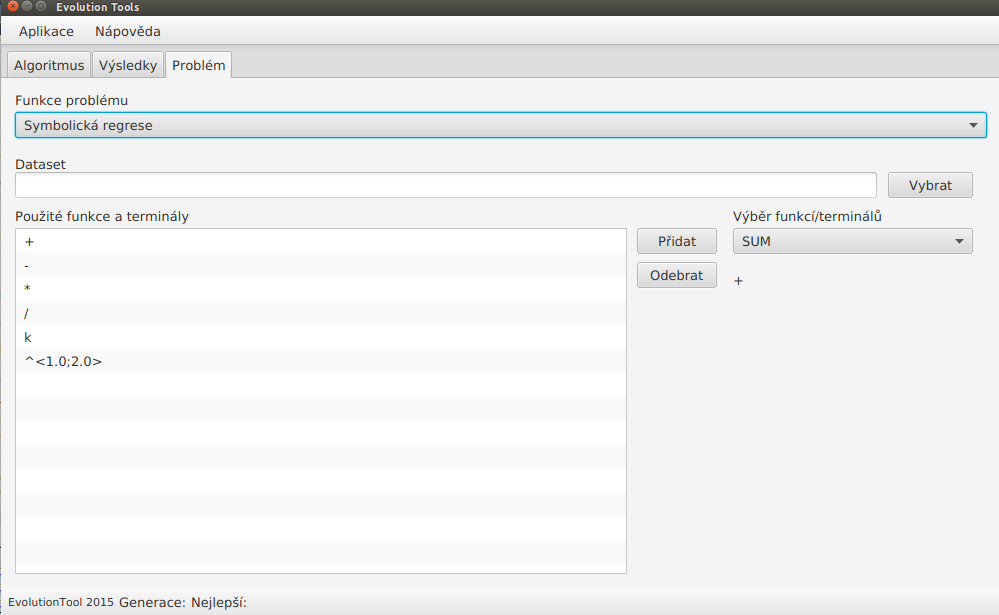 Evolution Tools
Aplikace Nápověda
Algoritmus Výsledky Problém
Funkce problému
Symbolická regrese
Dataset
Vybrat
Použité funkce a terminály
Výběr funkcí/terminálů
+
-
*
/
k
^<1.0;2.0>
Přidat
Odebrat
SUM
+
EvolutionTool 2015 Generace: Nejlepší: